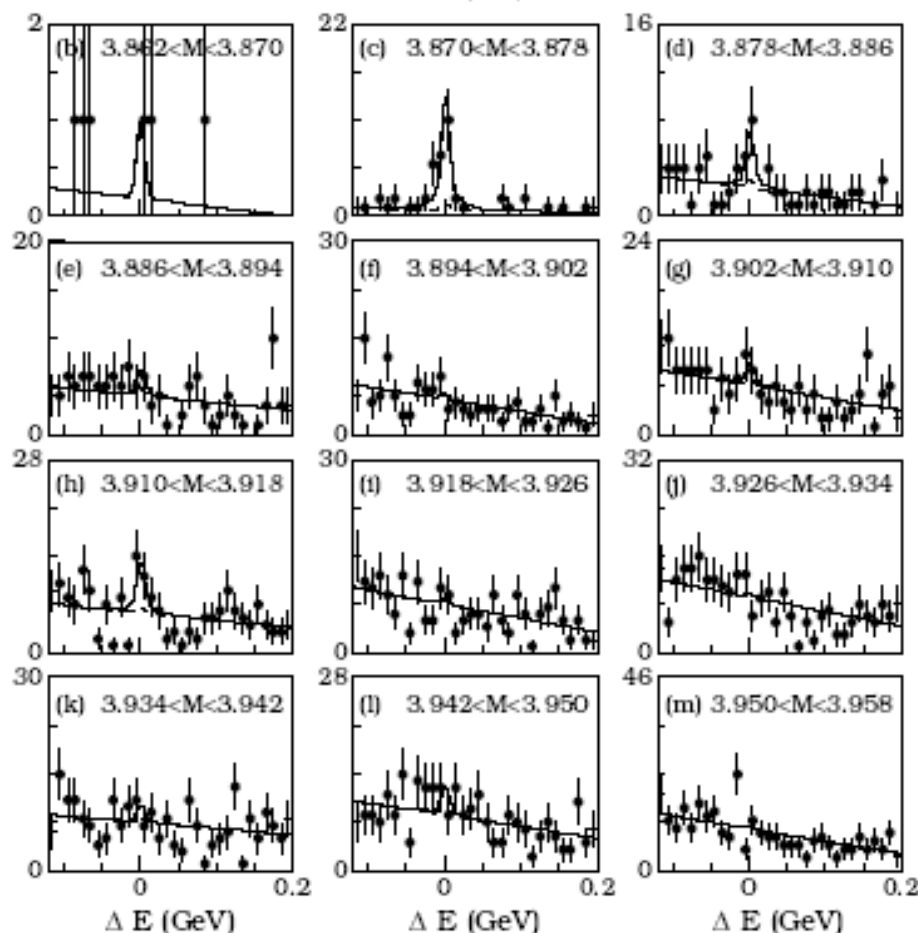 2 22 16
(b) 3.862<M<3.870 (c) 3.870<M<3.878 (d) 3.878<M<3.886
0 0 0
20 30 24
(e) 3.886<M<3.894 (f) 3.894<M<3.902 (g) 3.902<M<3.910
0 0 0
28 30 32
(h) 3.910<M<3.918 (i) 3.918<M<3.926 (j) 3.926<M<3.934
0 0 0
30 28 46
(k) 3.934<M<3.942 (l) 3.942<M<3.950 (m) 3.950<M<3.958
0 0 0
0 0.2 0 0.2 0 0.2
Δ E (GeV) Δ E (GeV) Δ E (GeV)